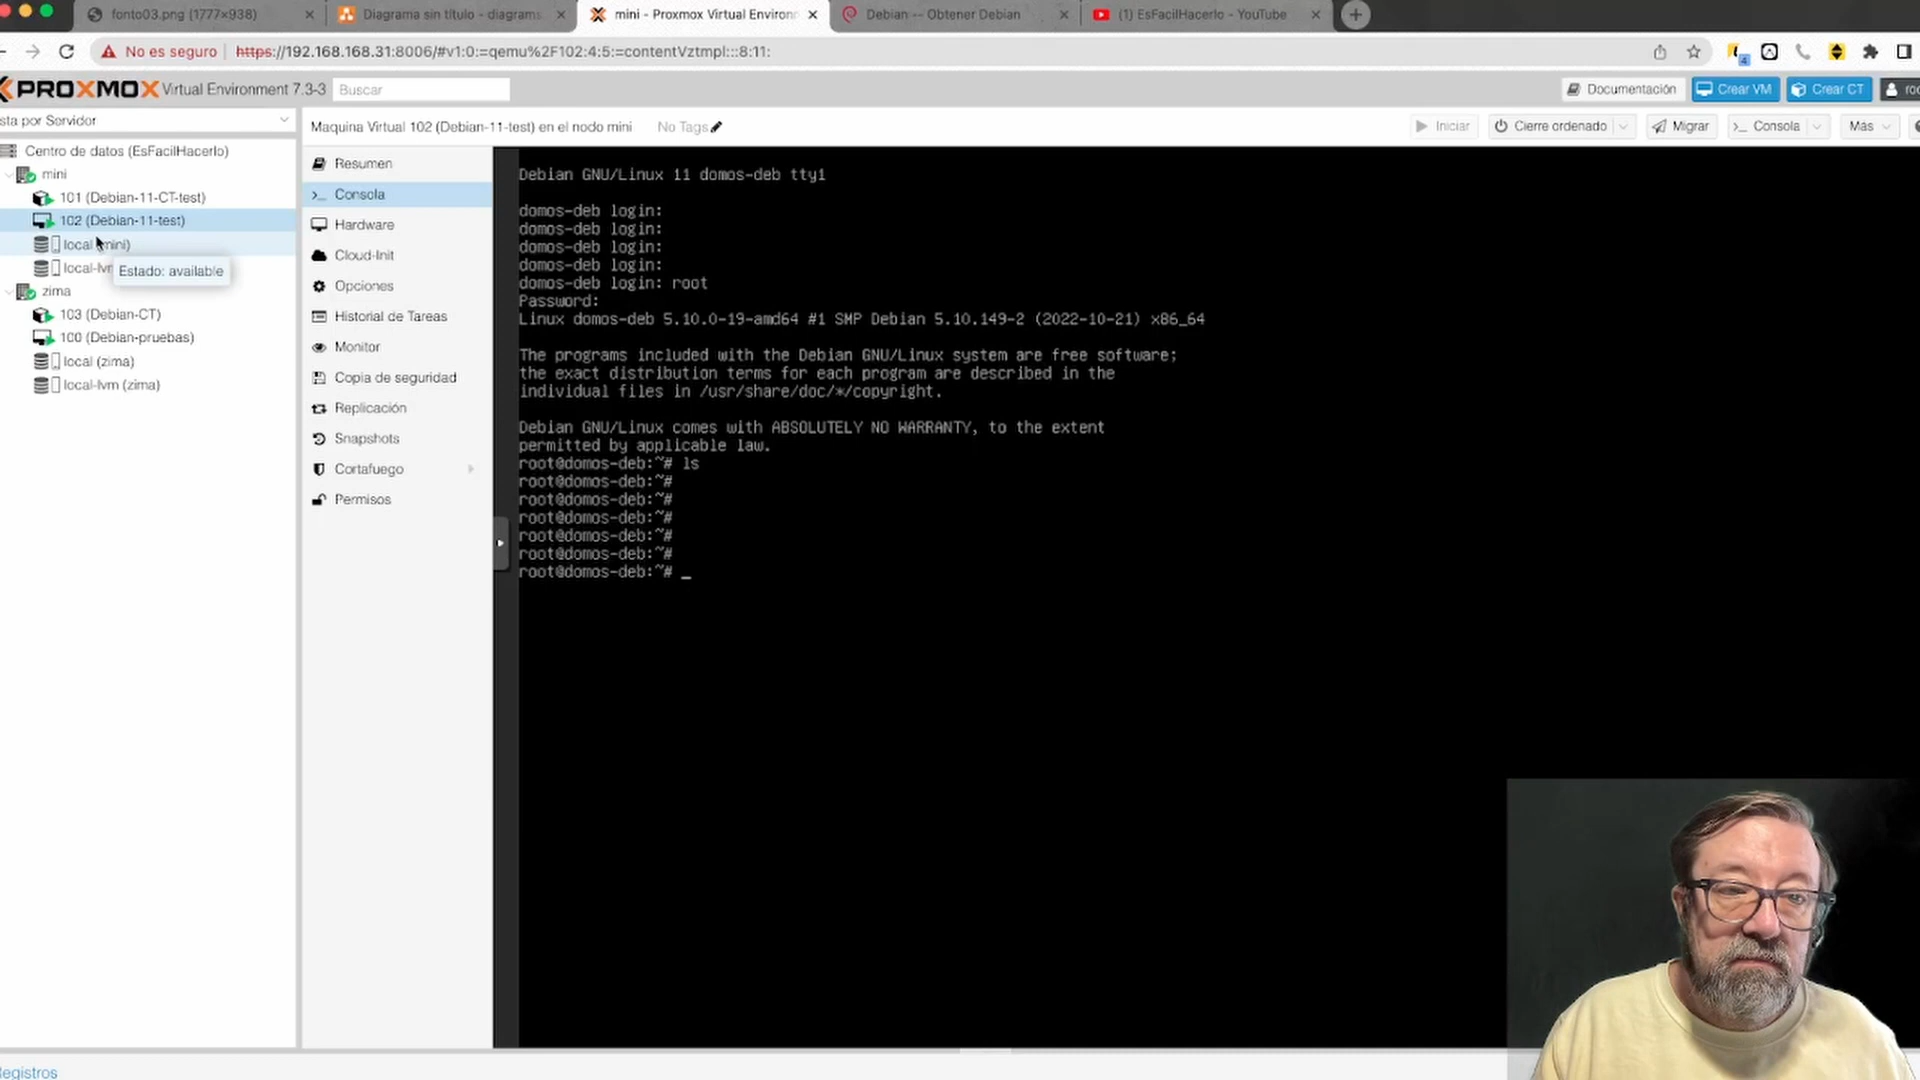 fonto03.png (1777×938)
Diagrama sin título - diagrams
mini - Proxmox Virtual Environ
Debian -- Obtener Debian
(1) EsFacilHacerlo - YouTube
No es seguro
https://192.168.168.31:8006/#v1:0:=qemu%2F102:4:5:=contentVztmpl:::8:11:
4
PROXMOX Virtual Environment 7.3-3
Buscar
Documentación
Crear VM
Crear CT
roo
sta por Servidor
Centro de datos (EsFacilHacerlo)
mini
101 (Debian-11-CT-test)
102 (Debian-11-test)
local (mini)
local-lvm
Estado: available
zima
103 (Debian-CT)
100 (Debian-pruebas)
local (zima)
local-lvm (zima)
Maquina Virtual 102 (Debian-11-test) en el nodo mini
No Tags
Iniciar
Cierre ordenado
Migrar
Consola
Más
Resumen
Consola
Hardware
Cloud-Init
Opciones
Historial de Tareas
Monitor
Copia de seguridad
Replicación
Snapshots
Cortafuego
Permisos
Debian GNU/Linux 11 domos-deb tty1
domos-deb login:
domos-deb login:
domos-deb login:
domos-deb login:
domos-deb login: root
Password:
Linux domos-deb 5.10.0-19-amd64 #1 SMP Debian 5.10.149-2 (2022-10-21) x86_64
The programs included with the Debian GNU/Linux system are free software;
the exact distribution terms for each program are described in the
individual files in /usr/share/doc/*/copyright.
Debian GNU/Linux comes with ABSOLUTELY NO WARRANTY, to the extent
permitted by applicable law.
root@domos-deb:~# ls
root@domos-deb:~#
root@domos-deb:~#
root@domos-deb:~#
root@domos-deb:~#
root@domos-deb:~#
root@domos-deb:~# _
Registros